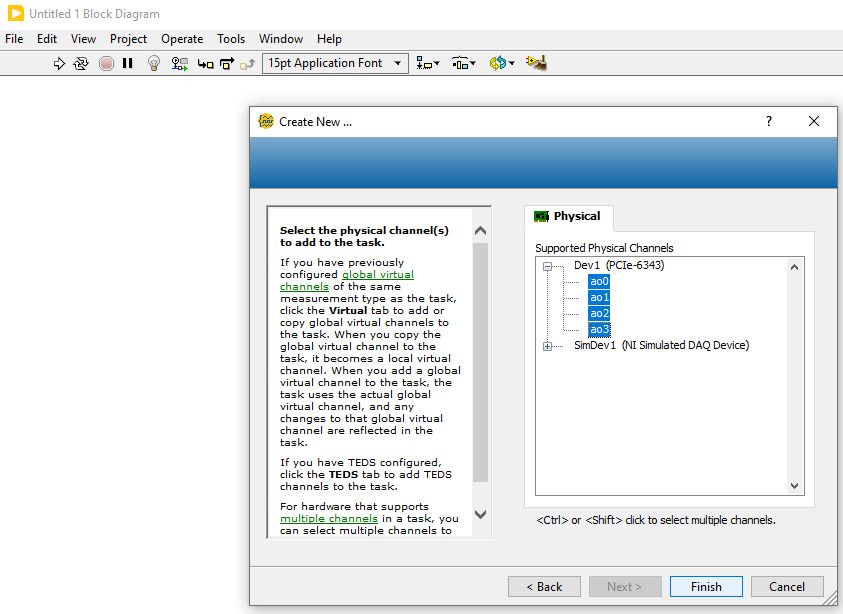 Untitled 1 Block Diagram
File Edit View Project Operate Tools Window Help
15pt Application Font
Create New ...
?
Select the physical channel(s)
to add to the task.
If you have previously
configured global virtual
channels of the same
measurement type as the task,
click the Virtual tab to add or
copy global virtual channels to
the task. When you copy the
global virtual channel to the
task, it becomes a local virtual
channel. When you add a global
virtual channel to the task, the
task uses the actual global
virtual channel, and any
changes to that global virtual
channel are reflected in the
task.
If you have TEDS configured,
click the TEDS tab to add TEDS
channels to the task.
For hardware that supports
multiple channels in a task, you
can select multiple channels to
Physical
Supported Physical Channels
Dev1 (PCIe-6343)
ao0
ao1
ao2
ao3
SimDev1 (NI Simulated DAQ Device)
<Ctrl> or <Shift> click to select multiple channels.
< Back Next > Finish Cancel